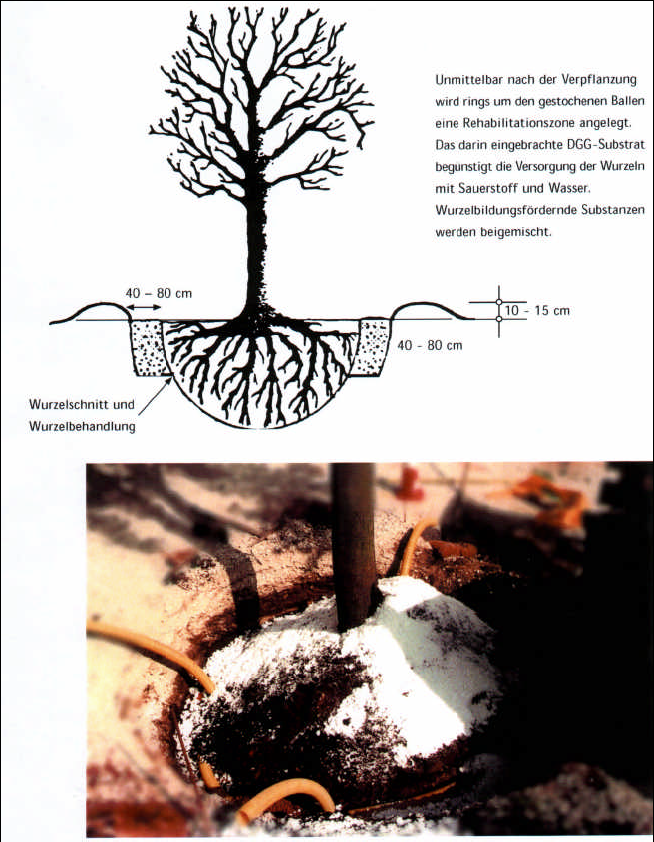 Unmittelbar nach der Verpflanzung
wird rings um den gestochenen Ballen
eine Rehabilitationszone angelegt.
Das darin eingebrachte DGG-Substrat
begünstigt die Versorgung der Wurzeln
mit Sauerstoff und Wasser.
Wurzelbildungsfördernde Substanzen
werden beigemischt.
40 – 80 cm
10 - 15 cm
40 - 80 cm
Wurzelschnitt und
Wurzelbehandlung